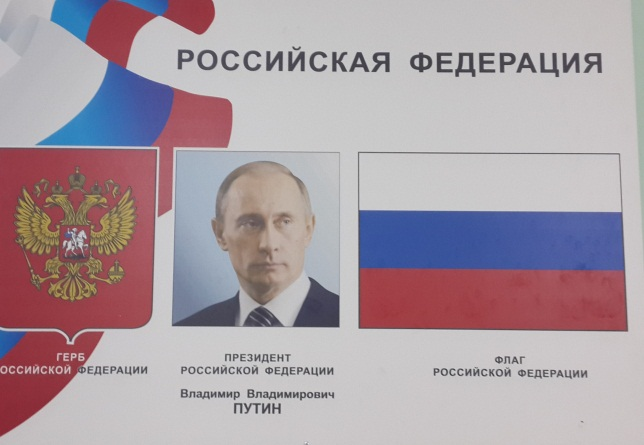 РОССИЙСКАЯ ФЕДЕРАЦИЯ
ГЕРБ
ОССИЙСКОЙ ФЕДЕРАЦИИ
ПРЕЗИДЕНТ
РОССИЙСКОЙ ФЕДЕРАЦИИ
Владимир Владимирович
ПУТИН
ФЛАГ
РОССИЙСКОЙ ФЕДЕРАЦИИ